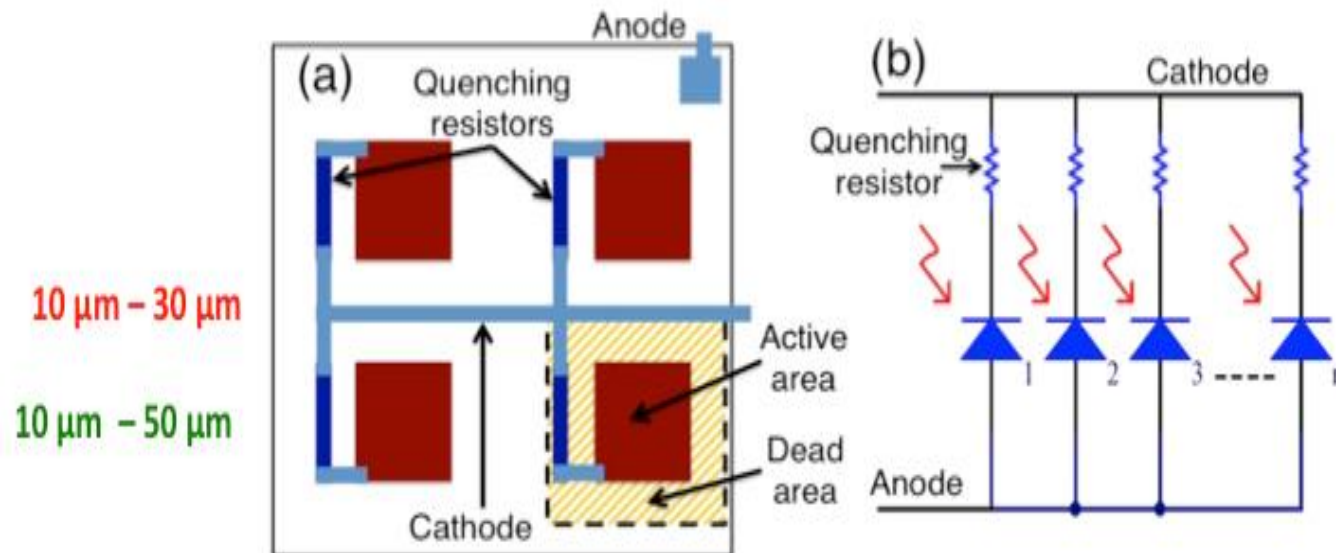 Anode
(a)
Quenching
resistors
10 µm – 30 µm
10 µm – 50 µm
Active
area
Dead
area
Cathode
(b)
Cathode
Quenching
resistor
1
2
3
Anode